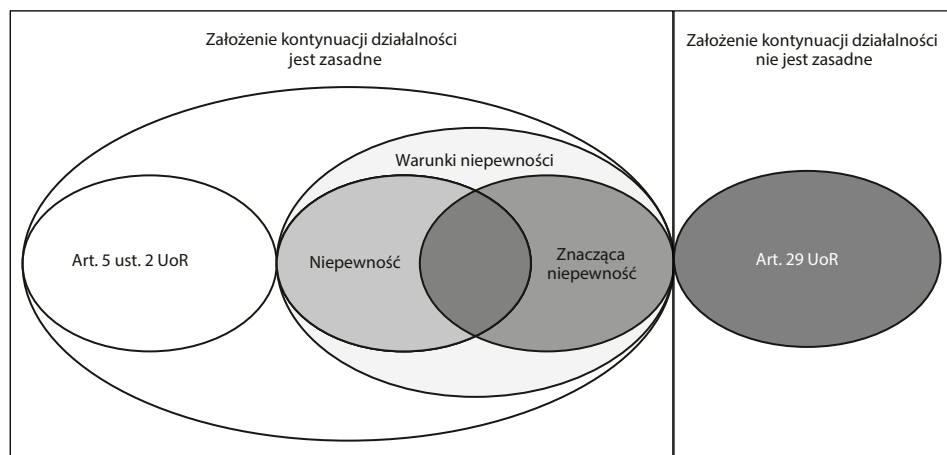 Założenie kontynuacji działalności
jest zasadne
Założenie kontynuacji działalności
nie jest zasadne
Warunki niepewności
Art. 5 ust. 2 UoR
Niepewność
Znacząca
niepewność
Art. 29 UoR